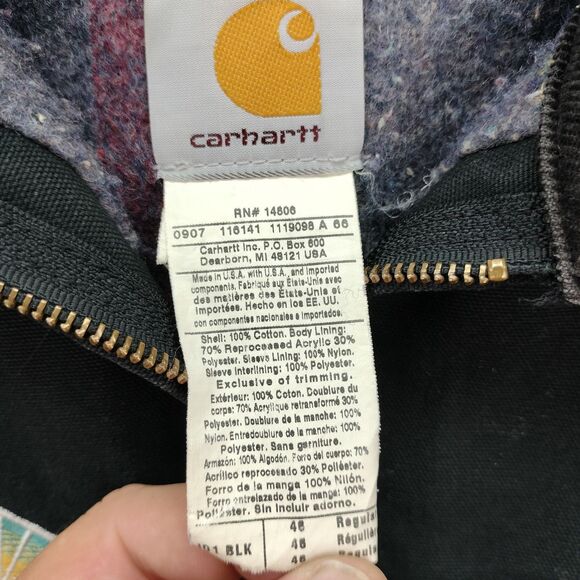 carhartt
RN# 14806
0907 116141 1119098 A 66
Carhartt Inc. P.O. Box 600
Dearborn, MI 48121 USA
Made in U.S.A. with U.S.A. and imported
components. Fabriqué aux États-Unis avec
des matières des États-Unis et
importées. Hecho en los EE. UU.
con componentes nacionales e importados.
Shell: 100% Cotton. Body Lining:
70% Reprocessed Acrylic 30%
Polyester. Sleeve Lining: 100% Nylon.
Sleeve Interlining: 100% Polyester.
Exclusive of trimming.
Extérieur: 100% Coton. Doublure du
corps: 70% Acrylique retransformé 30%
Polyester. Doublure de la manche: 100%
Nylon. Entredoublure de la manche: 100%
Polyester. Sans garniture.
Armazón: 100% Algodón. Forro del cuerpo: 70%
Acrílico reprocesado 30% Poliéster.
Forro de la manga 100% Nilón.
Forro entrelazado de la manga: 100%
Poliéster. Sin incluir adorno.
46 Regular
BLK 46 Régulier
46 Regular